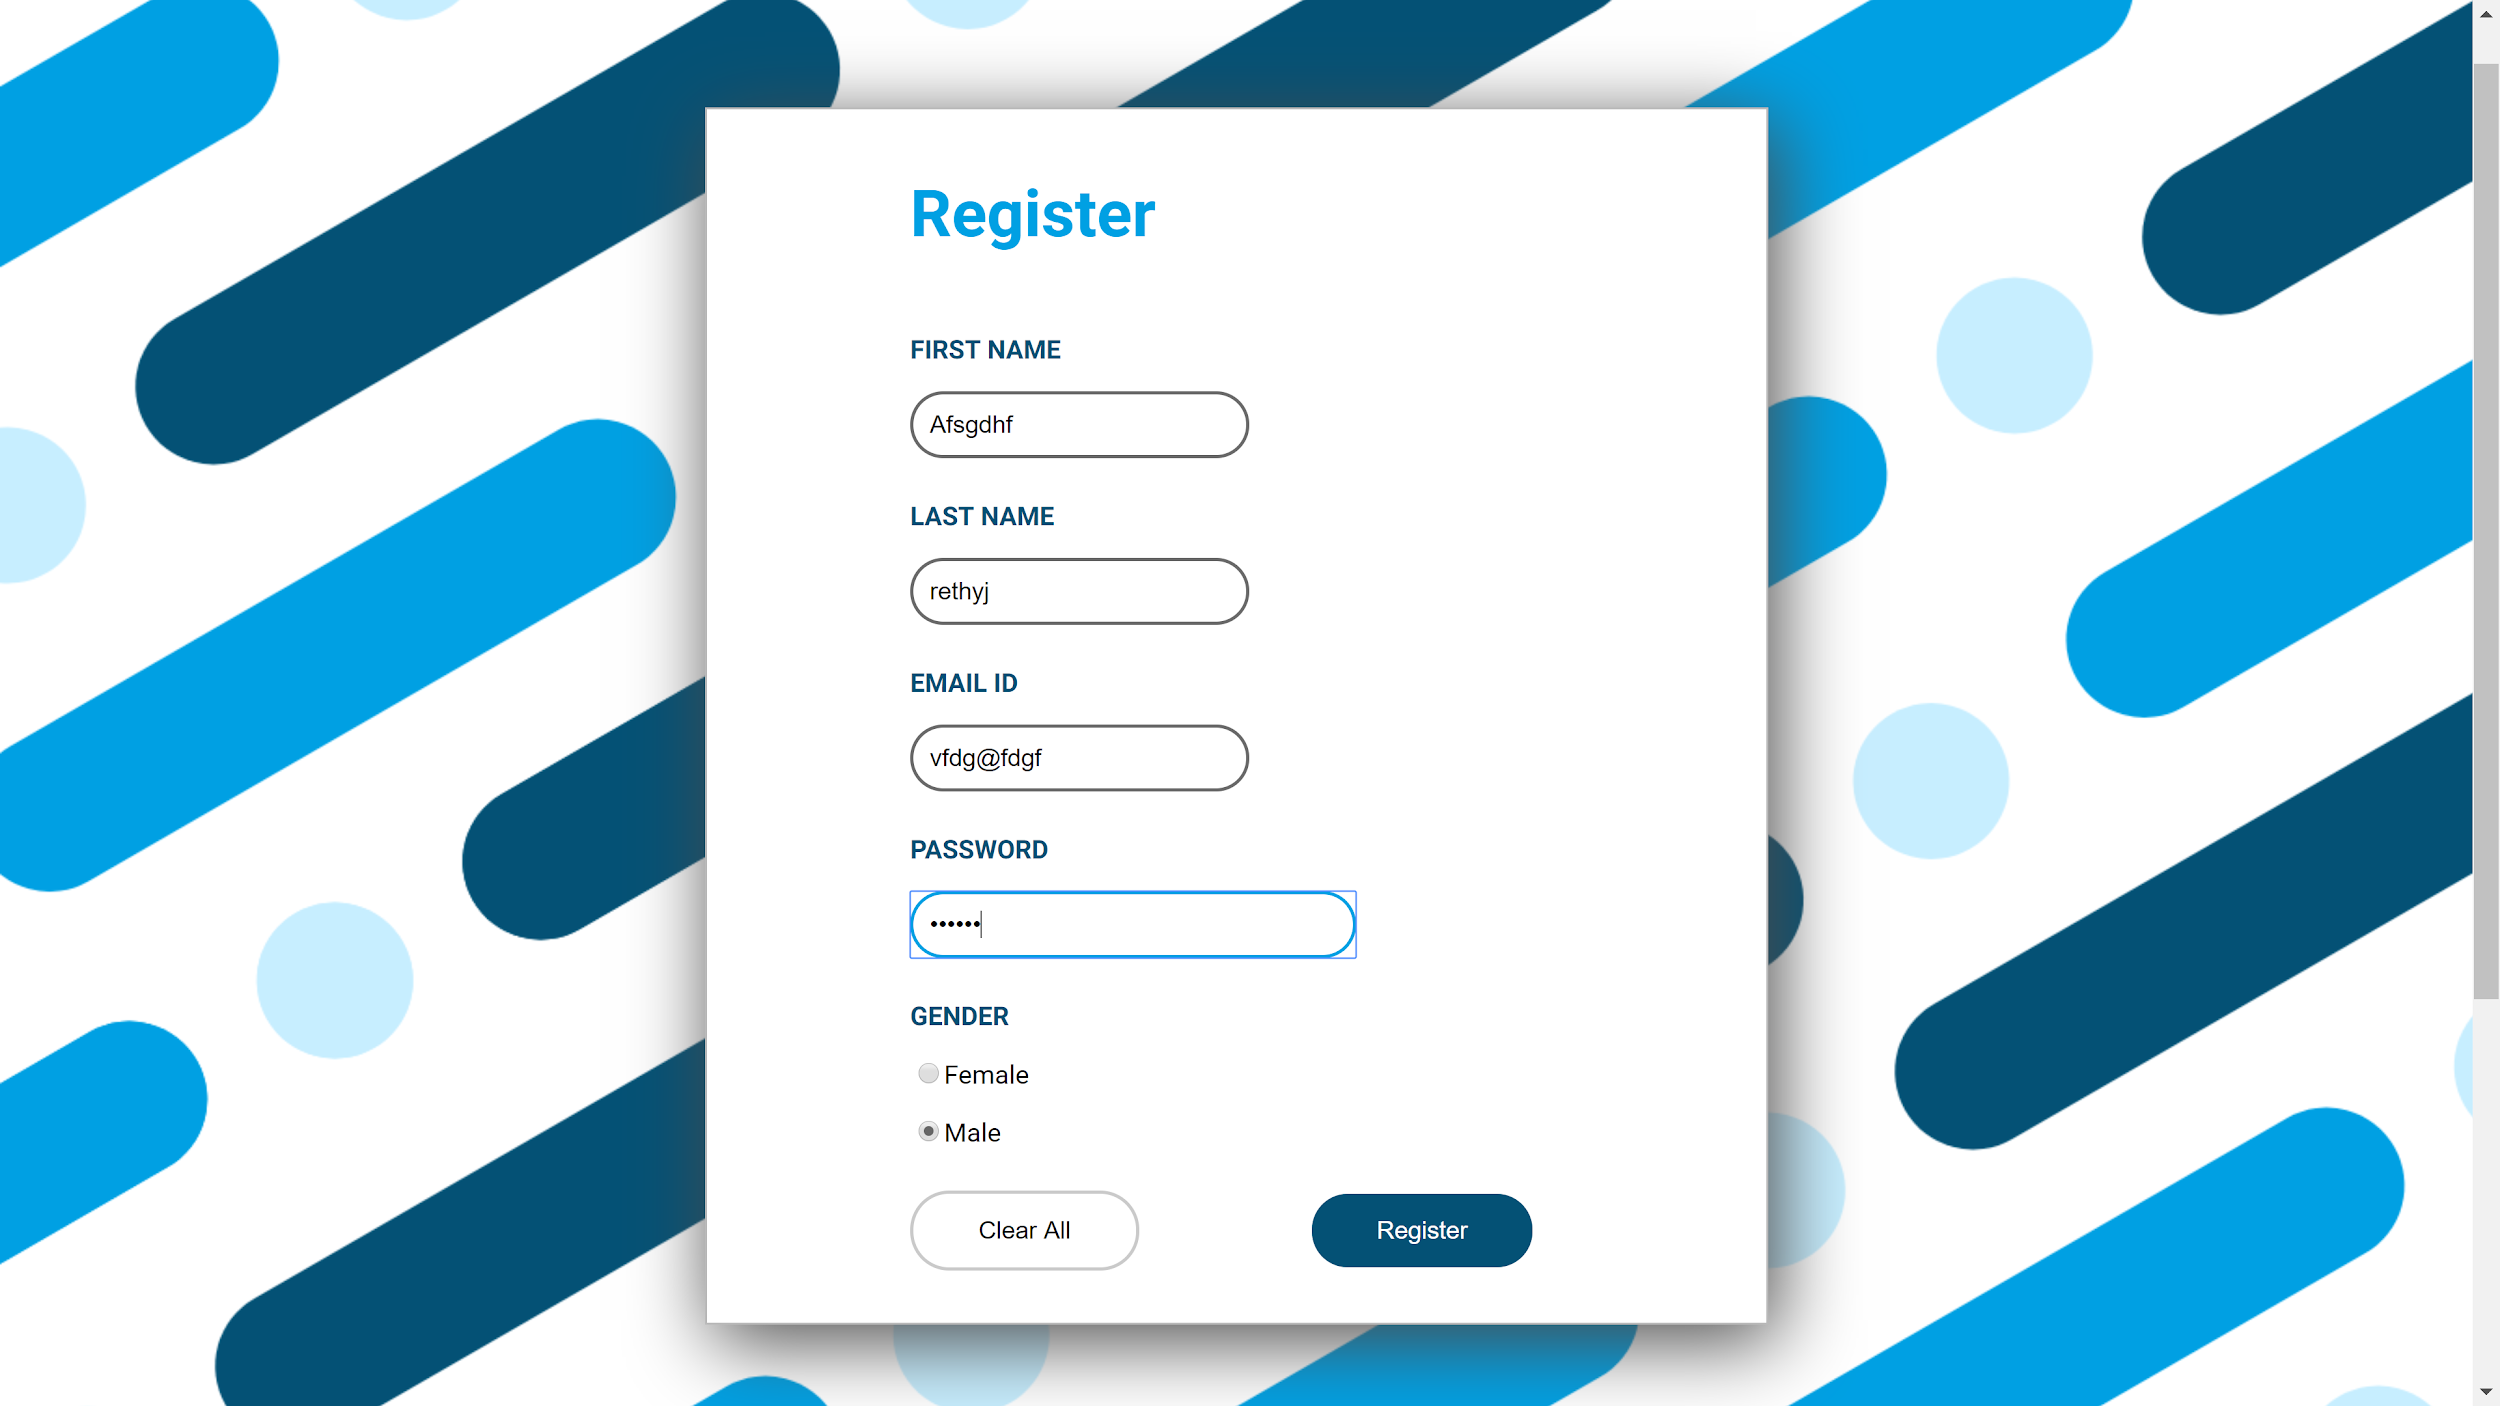 Register
FIRST NAME
Afsgdhf
LAST NAME
rethyj
EMAIL ID
vfdg@fdgf
PASSWORD
••••••
GENDER
Female
Male
Clear All Register